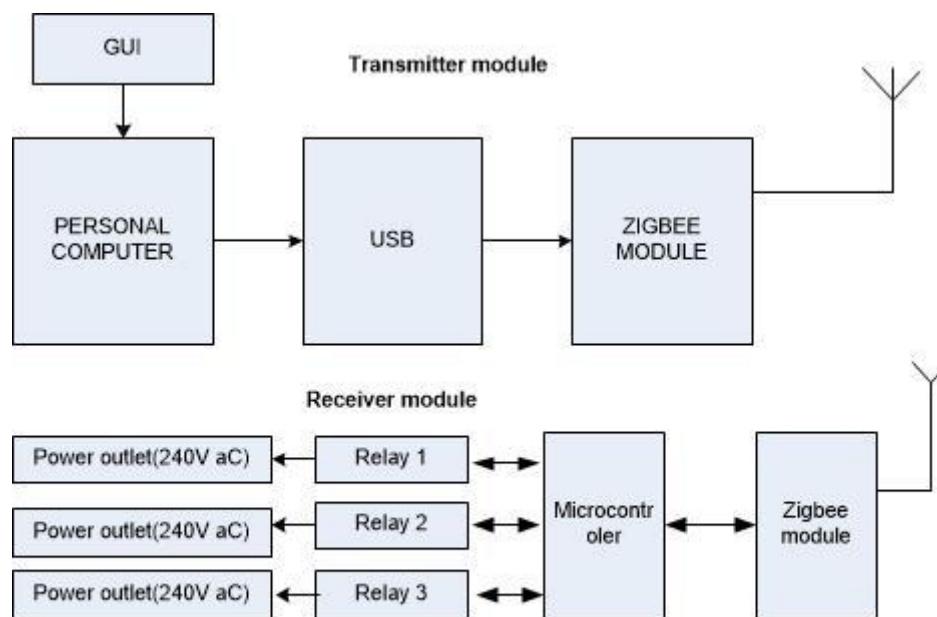 GUI
Transmitter module
PERSONAL
COMPUTER
USB
ZIGBEE
MODULE
Receiver module
Power outlet(240V aC)
Relay 1
Power outlet(240V aC)
Relay 2
Power outlet(240V aC)
Relay 3
Microcontr
oler
Zigbee
module